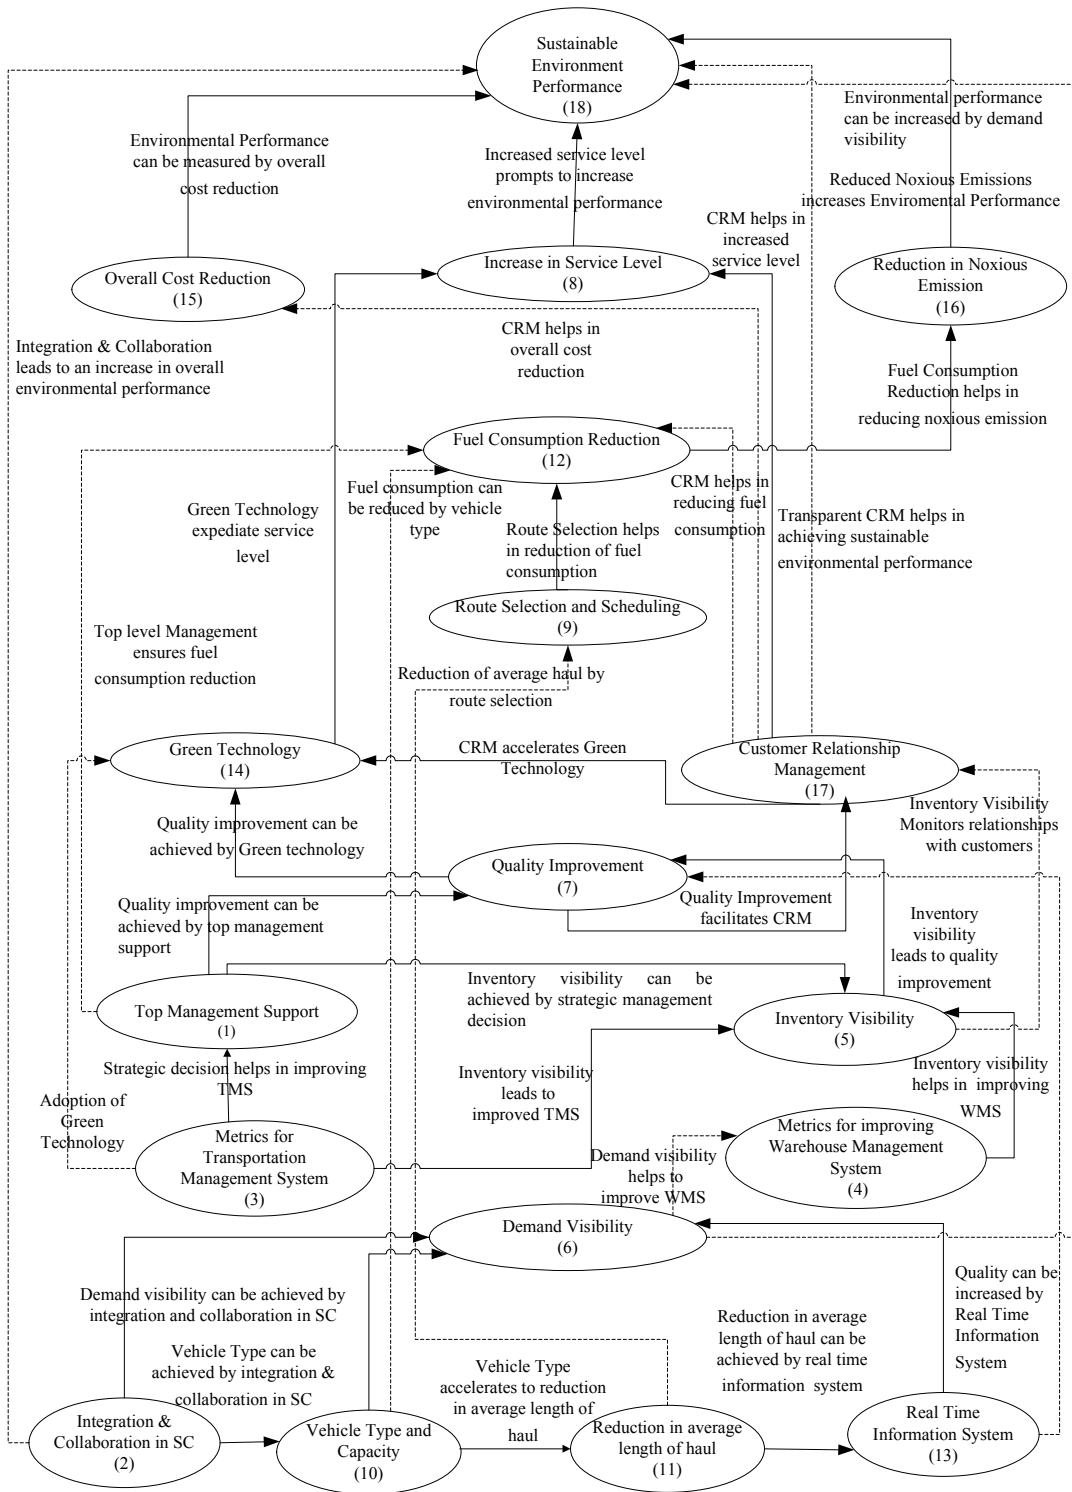 Sustainable
Environment
Performance
(18)
Environmental Performance
can be measured by overall
cost reduction
Increased service level
prompts to increase
environmental performance
Environmental performance
can be increased by demand
visibility
Reduced Noxious Emissions
increases Enviromental Performance
CRM helps in
increased
service level
Overall Cost Reduction
(15)
Increase in Service Level
(8)
Reduction in Noxious
Emission
(16)
Integration & Collaboration
leads to an increase in overall
environmental performance
CRM helps in
overall cost
reduction
Fuel Consumption
Reduction helps in
reducing noxious emission
Fuel Consumption Reduction
(12)
Green Technology
expediate service
level
Fuel consumption can
be reduced by vehicle
type
Route Selection helps
in reduction of fuel
consumption
CRM helps in
reducing fuel
consumption
Transparent CRM helps in
achieving sustainable
environmental performance
Route Selection and Scheduling
(9)
Top level Management
ensures fuel
consumption reduction
Reduction of average haul by
route selection
Green Technology
(14)
CRM accelerates Green
Technology
Customer Relationship
Management
(17)
Quality improvement can be
achieved by Green technology
Inventory Visibility
Monitors relationships
with customers
Quality Improvement
(7)
Quality improvement can be
achieved by top management
support
Quality Improvement
facilitates CRM
Inventory
visibility
leads to quality
improvement
Inventory visibility can be
achieved by strategic management
decision
Top Management Support
(1)
Inventory Visibility
(5)
Strategic decision helps in improving
TMS
Inventory visibility
leads to
improved TMS
Inventory visibility
helps in improving
WMS
Adoption of
Green
Technology
Metrics for
Transportation
Management System
(3)
Metrics for improving
Warehouse Management
System
(4)
Demand visibility
helps to
improve WMS
Demand Visibility
(6)
Demand visibility can be achieved by
integration and collaboration in SC
Quality can be
increased by
Real Time
Information
System
Vehicle Type can be
achieved by integration &
collaboration in SC
Vehicle Type
accelerates to reduction
in average length of
haul
Reduction in average
length of haul can be
achieved by real time
information system
Integration &
Collaboration in SC
(2)
Vehicle Type and
Capacity
(10)
Reduction in average
length of haul
(11)
Real Time
Information System
(13)